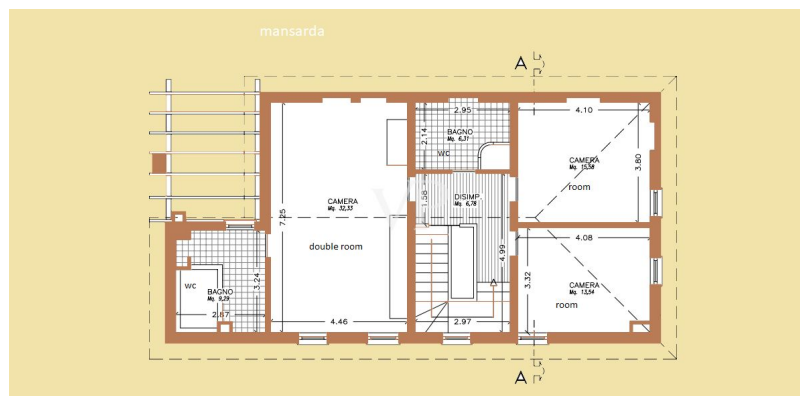 mansarda
A
2.95
4.10
2.14
BAGNO
Mq. 6,31
WC
CAMERA
Mq. 15,58
room
3.80
1.58
DISIMP.
Mq. 6,78
CAMERA
Mq. 32,33
7.25
double room
4.99
4.08
3.32
CAMERA
Mq. 13,54
room
3.24
WC
BAGNO
Mq. 9,29
2.87
4.46
2.97
A